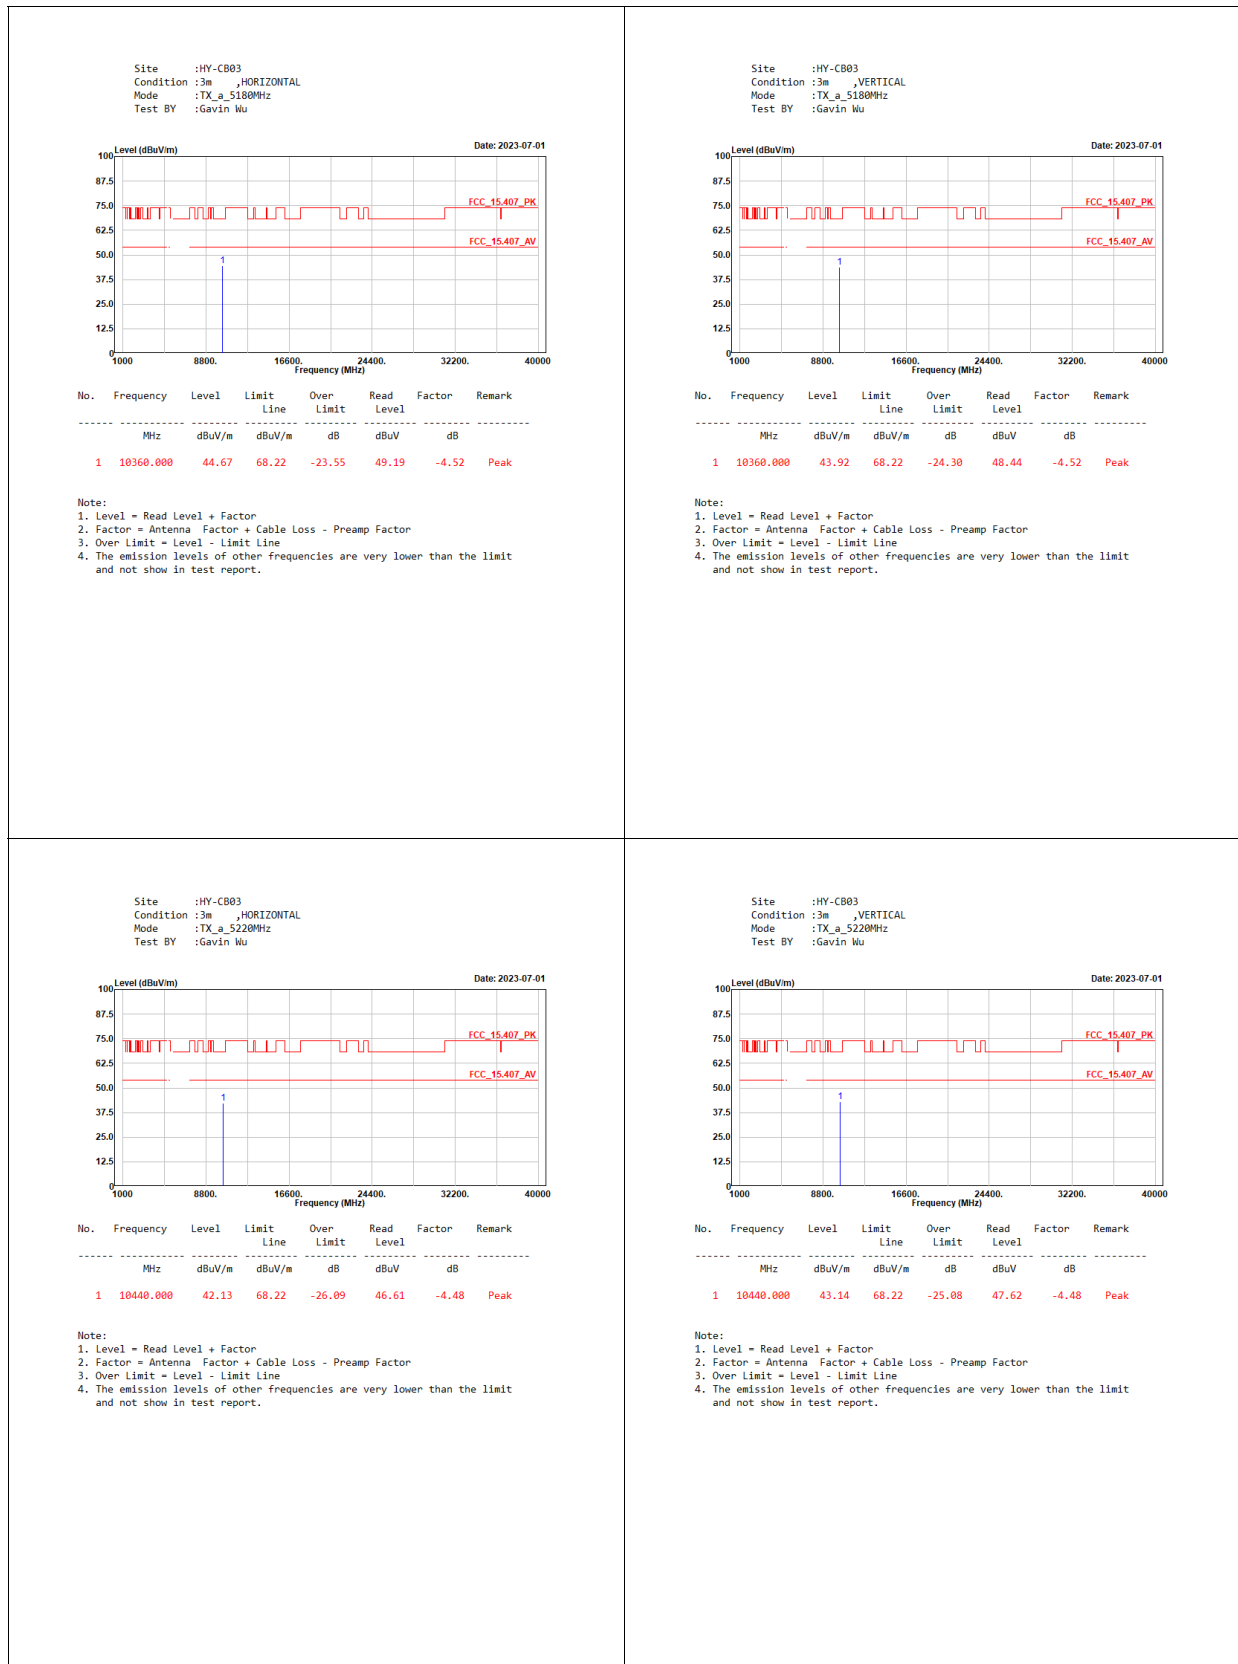 Site      :HY-CB03
Condition :3m    ,HORIZONTAL
Mode      :TX_a_5180MHz
Test BY   :Gavin Wu
Date: 2023-07-01
Level (dBuV/m)
100
87.5
75.0
62.5
50.0
37.5
25.0
12.5
0
FCC_15.407_PK
FCC_15.407_AV
1
1000 8800. 16600. 24400. 32200. 40000
Frequency (MHz)
No. Frequency Level Limit Over Read Factor Remark
Line Limit Level
------ ----------- -------- --------- -------- -------- -------- ---------
MHz dBuV/m dBuV/m dB dBuV dB
1 10360.000 44.67 68.22 -23.55 49.19 -4.52 Peak
Note:
1. Level = Read Level + Factor
2. Factor = Antenna  Factor + Cable Loss - Preamp Factor
3. Over Limit = Level - Limit Line
4. The emission levels of other frequencies are very lower than the limit
and not show in test report.
Site      :HY-CB03
Condition :3m    ,VERTICAL
Mode      :TX_a_5180MHz
Test BY   :Gavin Wu
Date: 2023-07-01
Level (dBuV/m)
100
87.5
75.0
62.5
50.0
37.5
25.0
12.5
0
FCC_15.407_PK
FCC_15.407_AV
1
1000 8800. 16600. 24400. 32200. 40000
Frequency (MHz)
No. Frequency Level Limit Over Read Factor Remark
Line Limit Level
------ ----------- -------- --------- -------- -------- -------- ---------
MHz dBuV/m dBuV/m dB dBuV dB
1 10360.000 43.92 68.22 -24.30 48.44 -4.52 Peak
Note:
1. Level = Read Level + Factor
2. Factor = Antenna  Factor + Cable Loss - Preamp Factor
3. Over Limit = Level - Limit Line
4. The emission levels of other frequencies are very lower than the limit
and not show in test report.
Site      :HY-CB03
Condition :3m    ,HORIZONTAL
Mode      :TX_a_5220MHz
Test BY   :Gavin Wu
Date: 2023-07-01
Level (dBuV/m)
100
87.5
75.0
62.5
50.0
37.5
25.0
12.5
0
FCC_15.407_PK
FCC_15.407_AV
1
1000 8800. 16600. 24400. 32200. 40000
Frequency (MHz)
No. Frequency Level Limit Over Read Factor Remark
Line Limit Level
------ ----------- -------- --------- -------- -------- -------- ---------
MHz dBuV/m dBuV/m dB dBuV dB
1 10440.000 42.13 68.22 -26.09 46.61 -4.48 Peak
Note:
1. Level = Read Level + Factor
2. Factor = Antenna  Factor + Cable Loss - Preamp Factor
3. Over Limit = Level - Limit Line
4. The emission levels of other frequencies are very lower than the limit
and not show in test report.
Site      :HY-CB03
Condition :3m    ,VERTICAL
Mode      :TX_a_5220MHz
Test BY   :Gavin Wu
Date: 2023-07-01
Level (dBuV/m)
100
87.5
75.0
62.5
50.0
37.5
25.0
12.5
0
FCC_15.407_PK
FCC_15.407_AV
1
1000 8800. 16600. 24400. 32200. 40000
Frequency (MHz)
No. Frequency Level Limit Over Read Factor Remark
Line Limit Level
------ ----------- -------- --------- -------- -------- -------- ---------
MHz dBuV/m dBuV/m dB dBuV dB
1 10440.000 43.14 68.22 -25.08 47.62 -4.48 Peak
Note:
1. Level = Read Level + Factor
2. Factor = Antenna  Factor + Cable Loss - Preamp Factor
3. Over Limit = Level - Limit Line
4. The emission levels of other frequencies are very lower than the limit
and not show in test report.